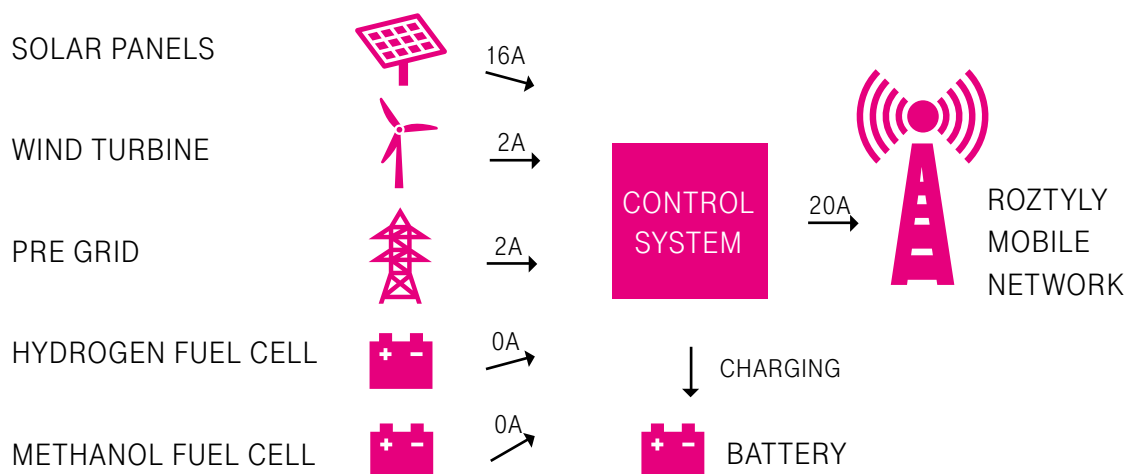 SOLAR PANELS
16A
WIND TURBINE
2A
PRE GRID
2A
HYDROGEN FUEL CELL
0A
METHANOL FUEL CELL
0A
CONTROL
SYSTEM
20A
ROZTYLY
MOBILE
NETWORK
CHARGING
+ −
BATTERY
+ −
+ −